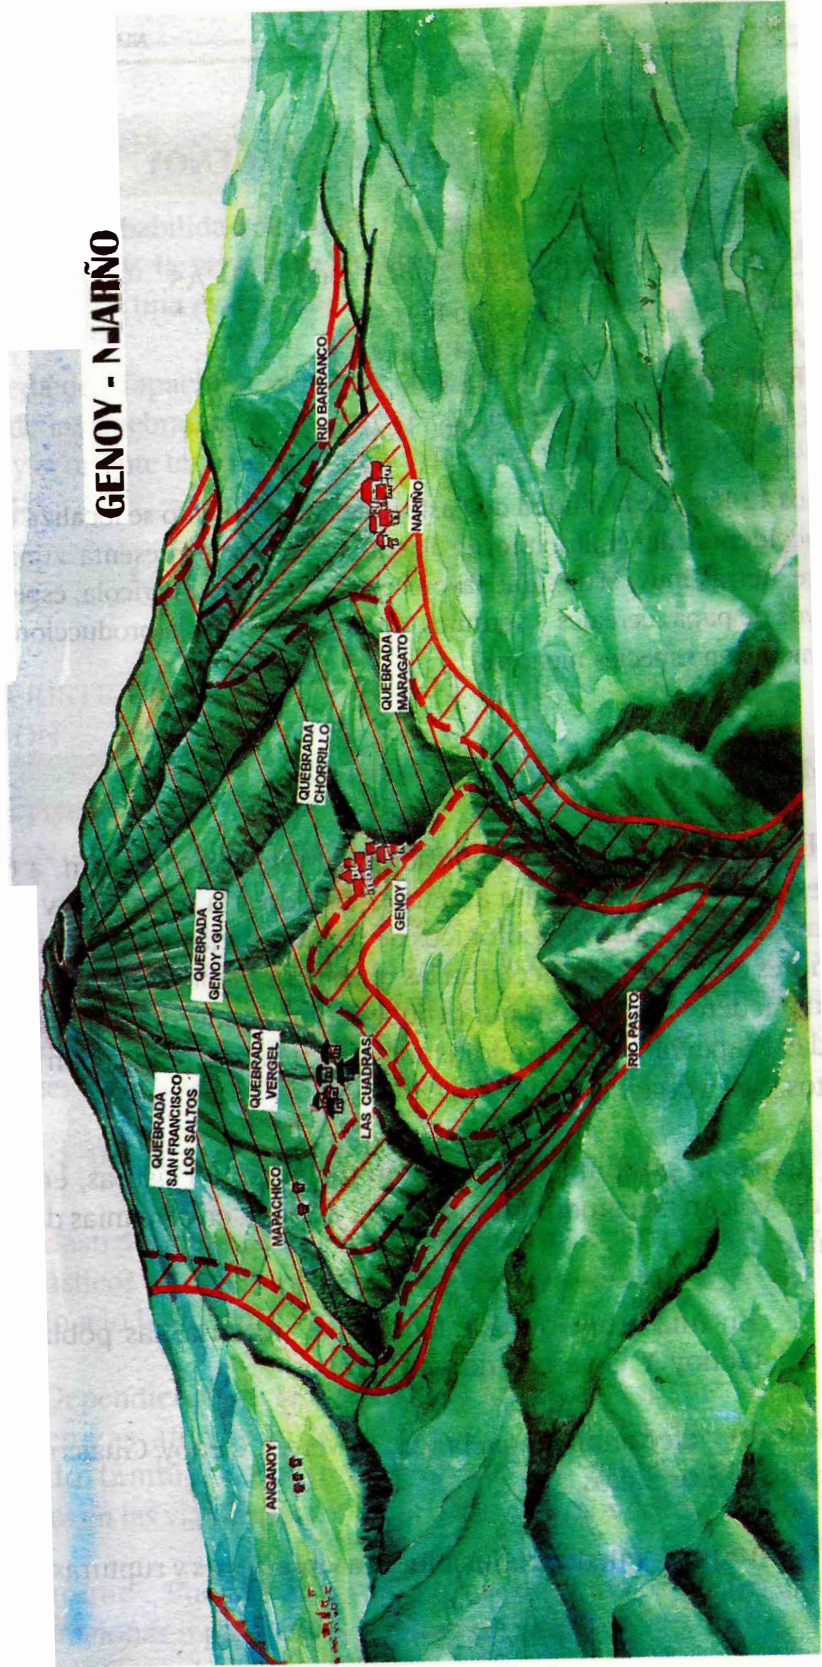 GENOY - NJARÑO
QUEBRADA
SAN FRANCISCO
LOS SALTOS
QUEBRADA
GENOY - GUAICO
QUEBRADA
VERGEL
QUEBRADA
CHORRILLO
RIO BARRANCO
ANGANOY
MAPACHICO
LAS CUADRAS
GENOY
QUEBRADA
MARAGATO
NARIÑO
RIO PASTO